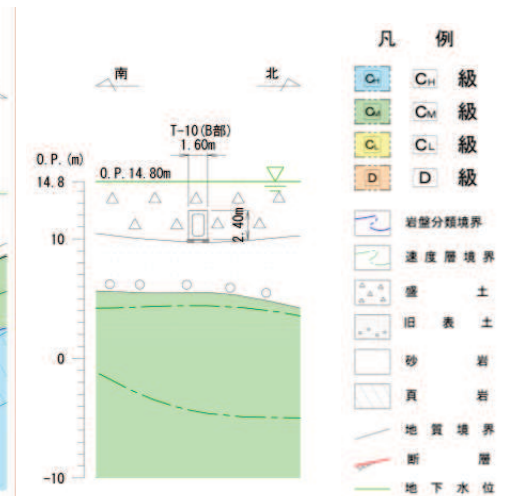 南
北
T-10(B部)
1.60m
O.P.(m)
14.8
O.P. 14.80m
2.40m
10
0
-10
凡 例
CH CH 級
CM CM 級
CL CL 級
D D 級
岩盤分類境界
速度層境界
盛 土
旧 表 土
砂 岩
頁 岩
地 質 境 界
断 層
地 下 水 位